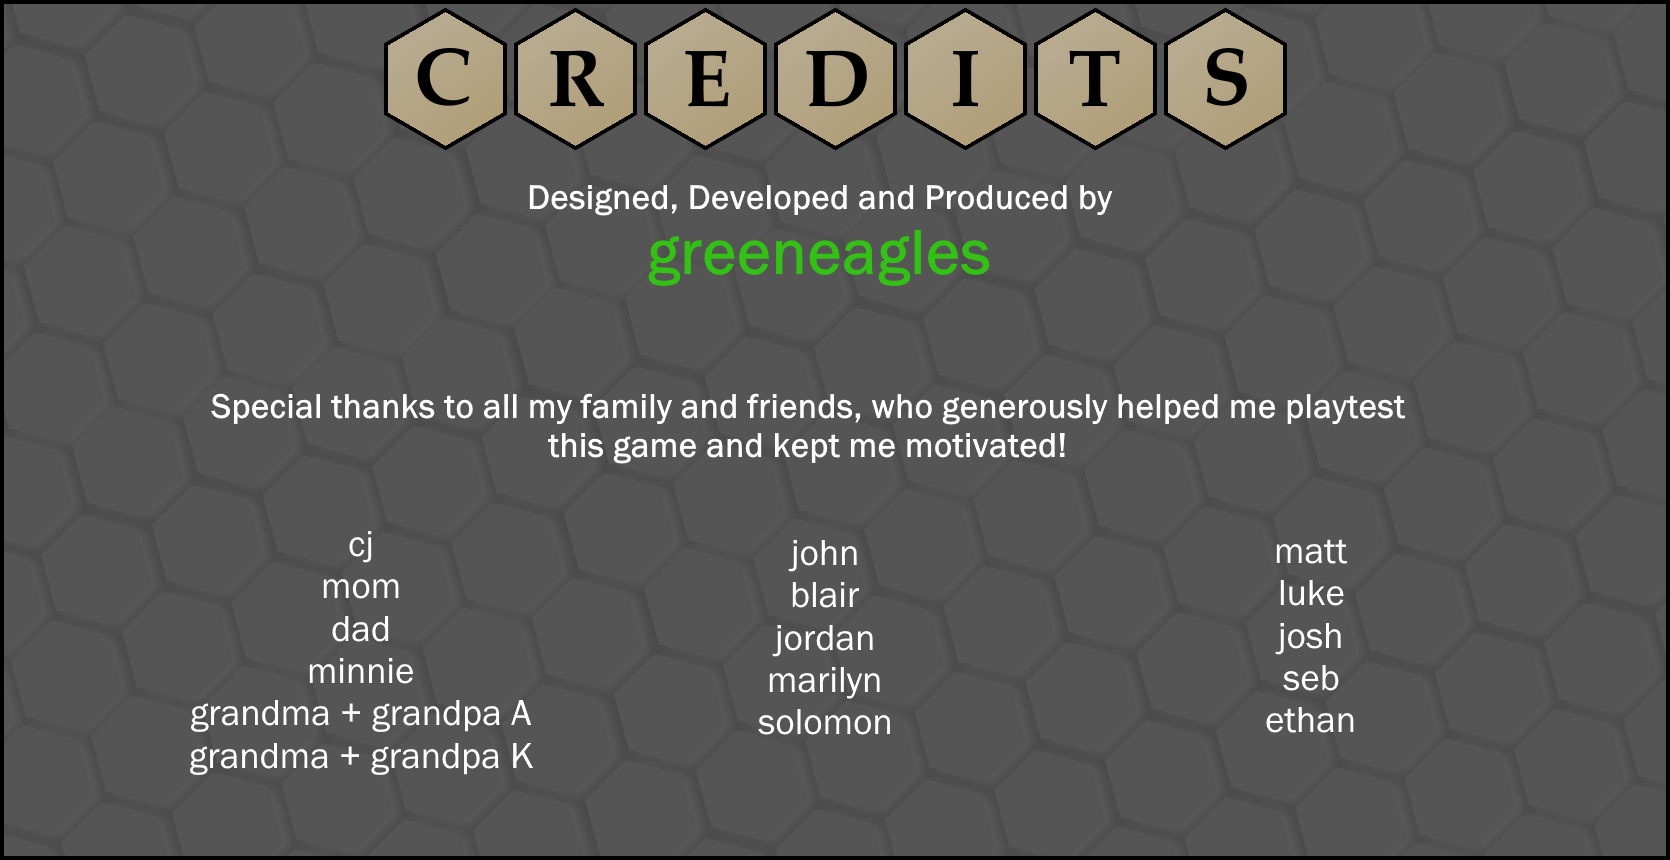 CREDITS
Designed, Developed and Produced by
greeneagles
Special thanks to all my family and friends, who generously helped me playtest
this game and kept me motivated!
cj
mom
dad
minnie
grandma + grandpa A
grandma + grandpa K
john
blair
jordan
marilyn
solomon
matt
luke
josh
seb
ethan